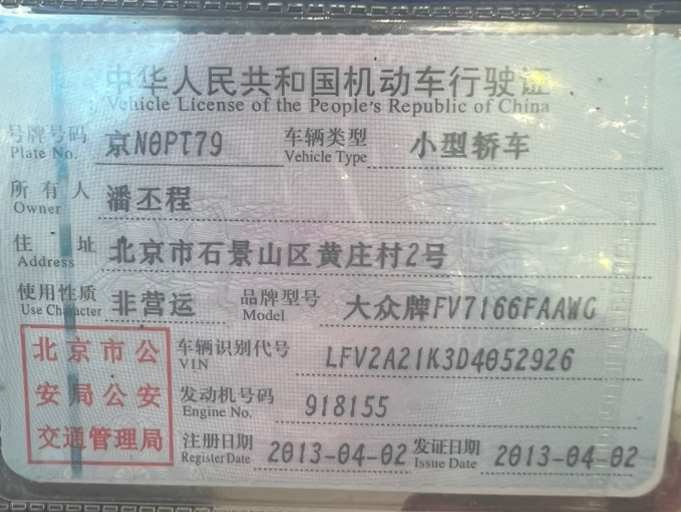 中华人民共和国机动车行驶证
Vehicle License of the People's Republic of China
号牌号码 Plate No. 京N0PT79 车辆类型 Vehicle Type 小型轿车
所有人 Owner 潘丕程
住址 Address 北京市石景山区黄庄村2号
使用性质 Use Character 非营运 品牌型号 Model 大众牌FV7166FAAWG
北京市公安局公安交通管理局
车辆识别代号 VIN LFV2A21K3D4052926
发动机号码 Engine No. 918155
注册日期 Register Date 2013-04-02 发证日期 Issue Date 2013-04-02